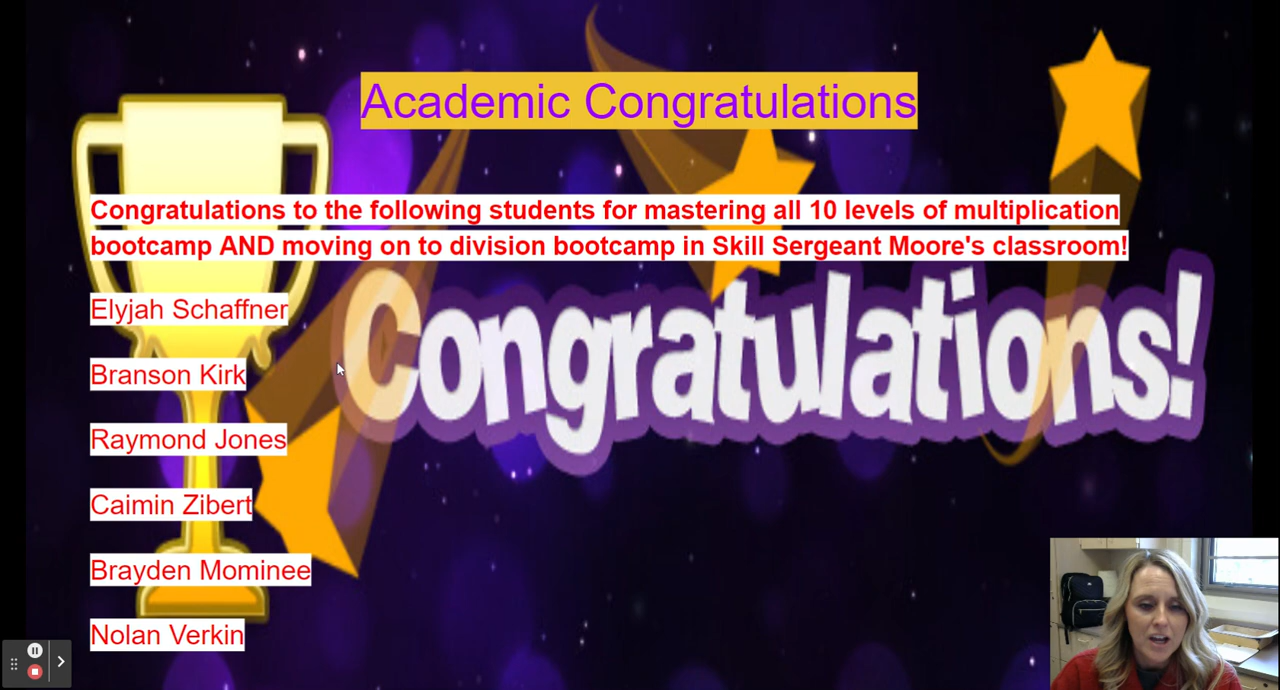 Academic Congratulations
Congratulations to the following students for mastering all 10 levels of multiplication
bootcamp AND moving on to division bootcamp in Skill Sergeant Moore's classroom!
Elyjah Schaffner
Congratulations!
Branson Kirk
Raymond Jones
Caimin Zibert
Brayden Mominee
Nolan Verkin